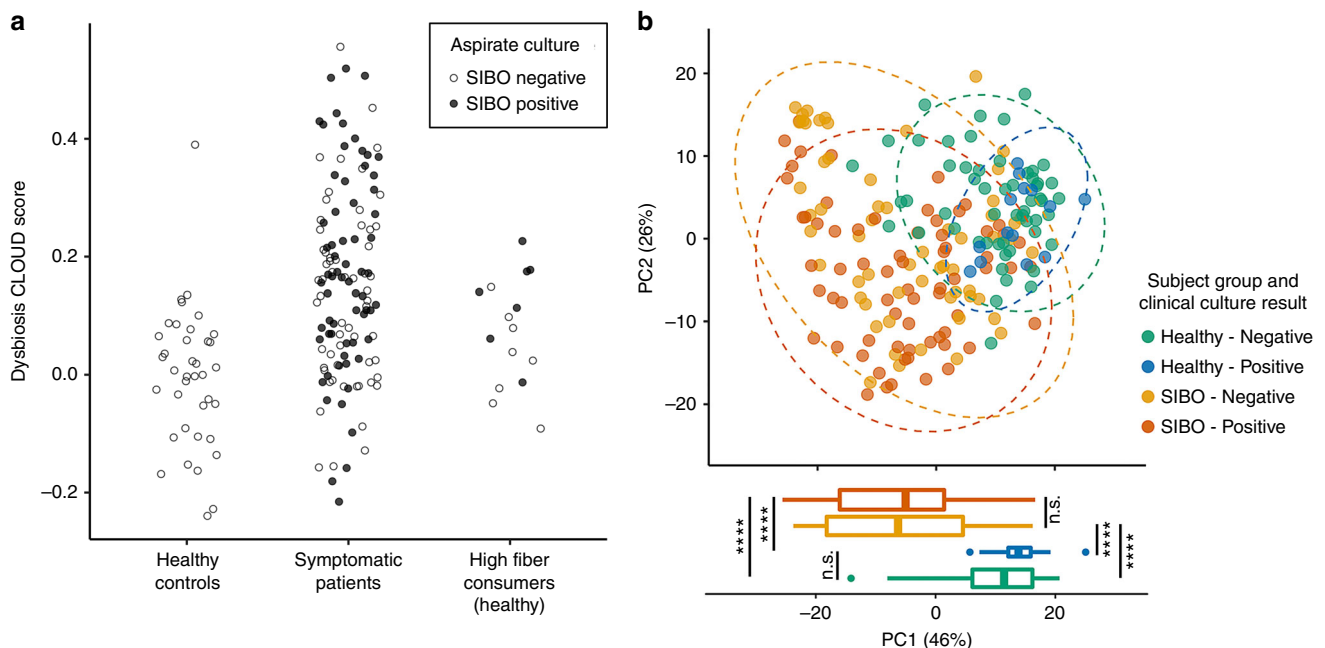 a
Dysbiosis CLOUD score
0.4
0.2
0.0
–0.2
Aspirate culture
SIBO negative
SIBO positive
Healthy
controls
Symptomatic
patients
High fiber
consumers
(healthy)
b
PC2 (26%)
20
10
0
–10
–20
Subject group and
clinical culture result
Healthy - Negative
Healthy - Positive
SIBO - Negative
SIBO - Positive
****
****
n.s.
n.s.
****
****
–20
0
20
PC1 (46%)